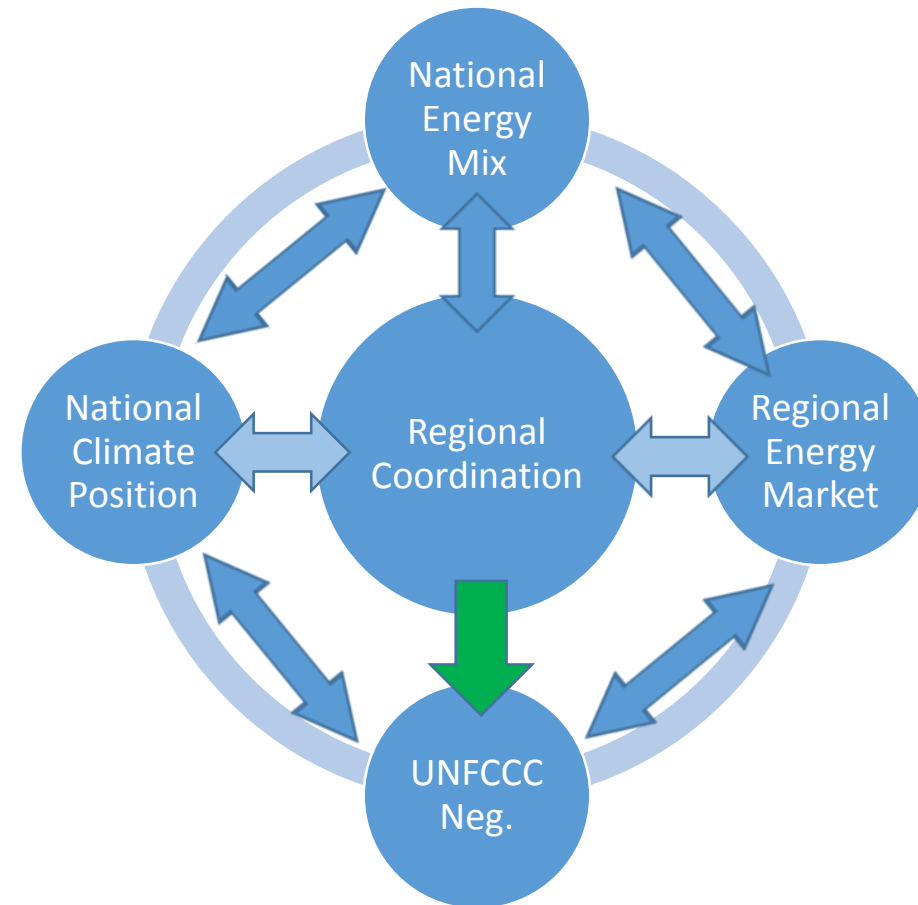 National
Energy
Mix
National
Climate
Position
Regional
Coordination
Regional
Energy
Market
UNFCCC
Neg.